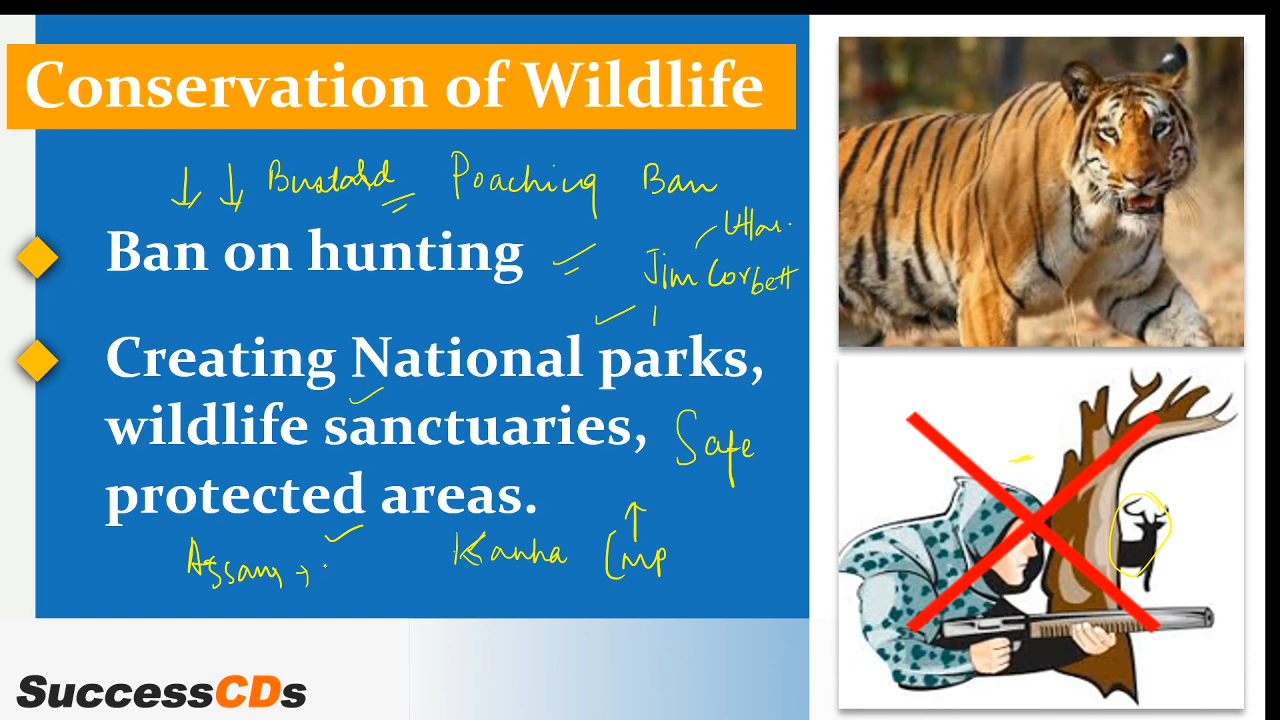 Conservation of Wildlife
↓ ↓ Bustard Poaching Ban
Ban on hunting
Uttar.
Jim Corbett
Creating National parks,
wildlife sanctuaries,
Safe
protected areas.
Assam →
Kanha (MP
SuccessCDs